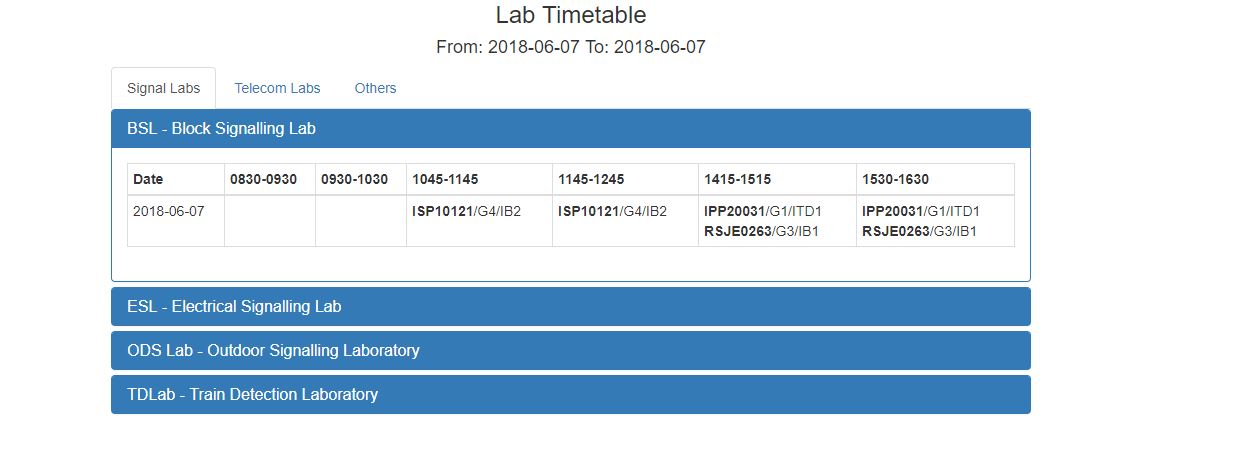 Lab Timetable
From: 2018-06-07 To: 2018-06-07
Signal Labs Telecom Labs Others
BSL - Block Signalling Lab
Date 0830-0930 0930-1030 1045-1145 1145-1245 1415-1515 1530-1630
2018-06-07 ISP10121/G4/IB2 ISP10121/G4/IB2 IPP20031/G1/ITD1 IPP20031/G1/ITD1
RSJE0263/G3/IB1 RSJE0263/G3/IB1
ESL - Electrical Signalling Lab
ODS Lab - Outdoor Signalling Laboratory
TDLab - Train Detection Laboratory